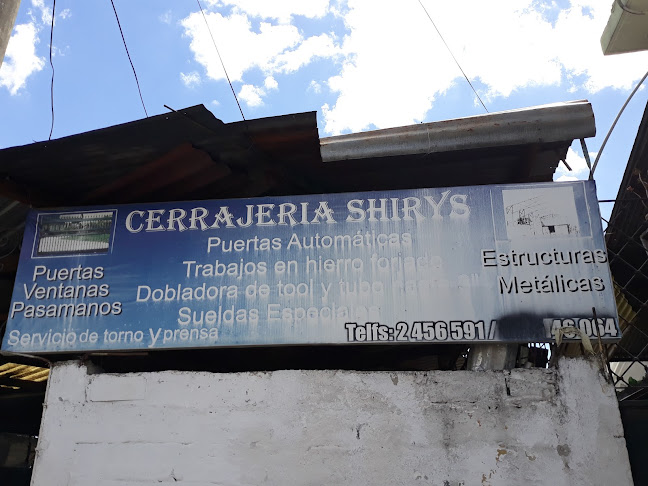 CERRAJERIA SHIRYS
Puertas Automáticas
Trabajos en hierro forjado
Dobladora de tool y tubo
Sueldas Especiales
Puertas
Ventanas
Pasamanos
Servicio de torno y prensa
Estructuras
Metálicas
Telfs: 2 456 591 /